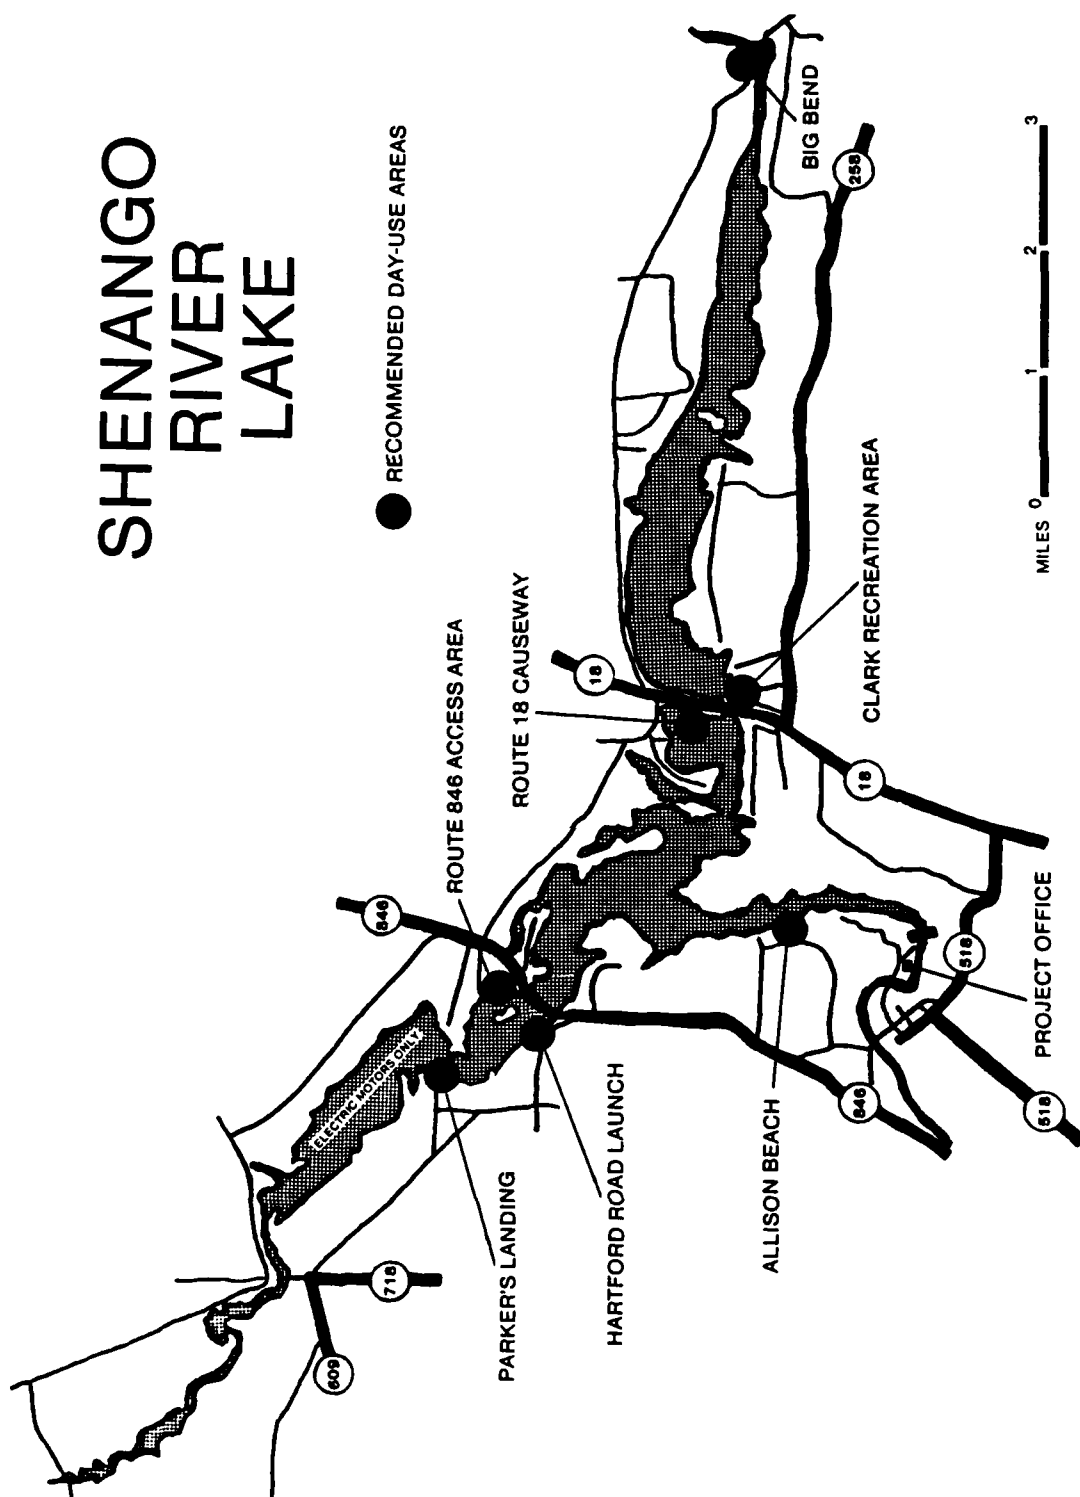 SHENANGO
RIVER
LAKE
RECOMMENDED DAY-USE AREAS
ELECTRIC MOTORS ONLY
846
ROUTE 846 ACCESS AREA
ROUTE 18 CAUSEWAY
18
BIG BEND
258
609
718
PARKER'S LANDING
HARTFORD ROAD LAUNCH
ALLISON BEACH
846
518
518
PROJECT OFFICE
18
CLARK RECREATION AREA
MILES 0 1 2 3